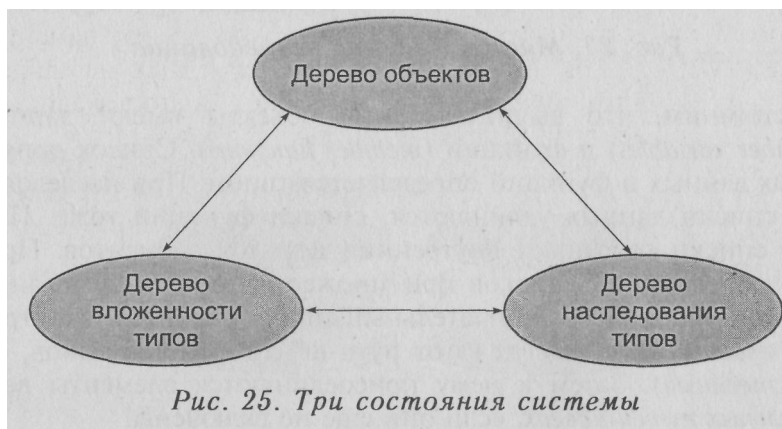 Дерево объектов
Дерево
вложенности
типов
Дерево
наследования
типов
Рис. 25. Три состояния системы